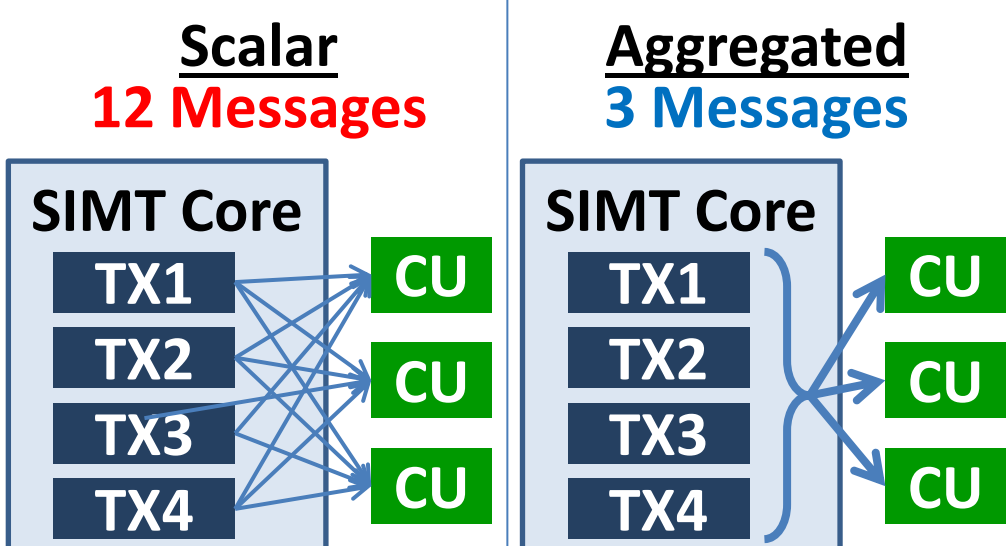 Scalar
12 Messages
SIMT Core
TX1
TX2
TX3
TX4
CU
CU
CU
Aggregated
3 Messages
SIMT Core
TX1
TX2
TX3
TX4
CU
CU
CU